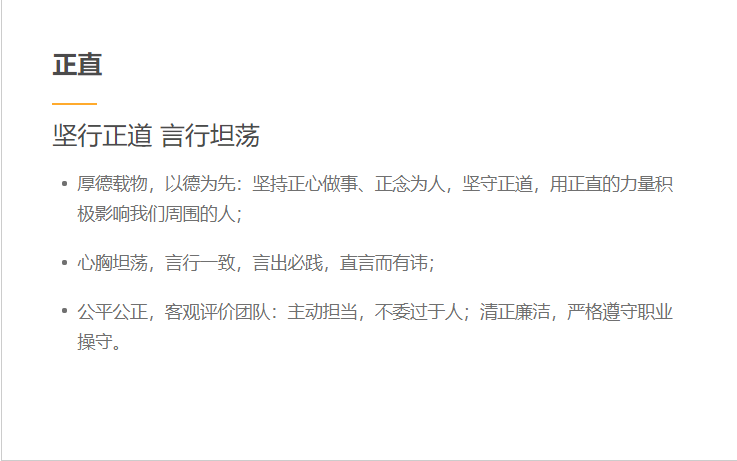 正直
坚行正道 言行坦荡
厚德载物，以德为先：坚持正心做事、正念为人，坚守正道，用正直的力量积
极影响我们周围的人；
心胸坦荡，言行一致，言出必践，直言而有讳；
公平公正，客观评价团队：主动担当，不委过于人；清正廉洁，严格遵守职业
操守。